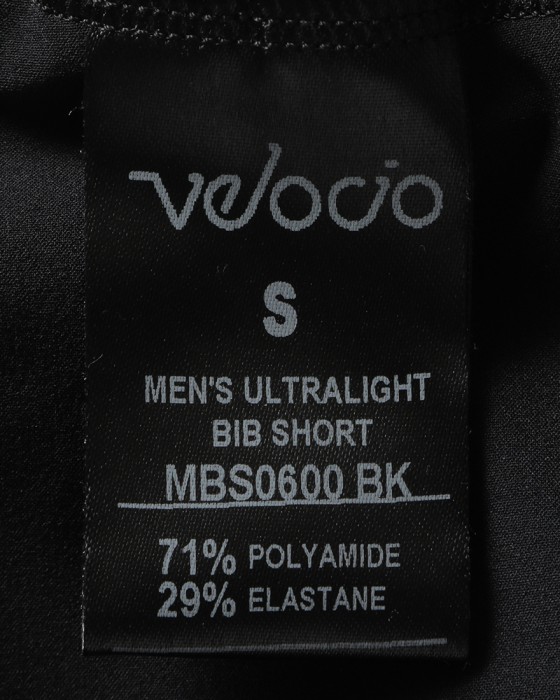 Velocio
S
MEN'S ULTRALIGHT
BIB SHORT
MBS0600 BK
71% POLYAMIDE
29% ELASTANE